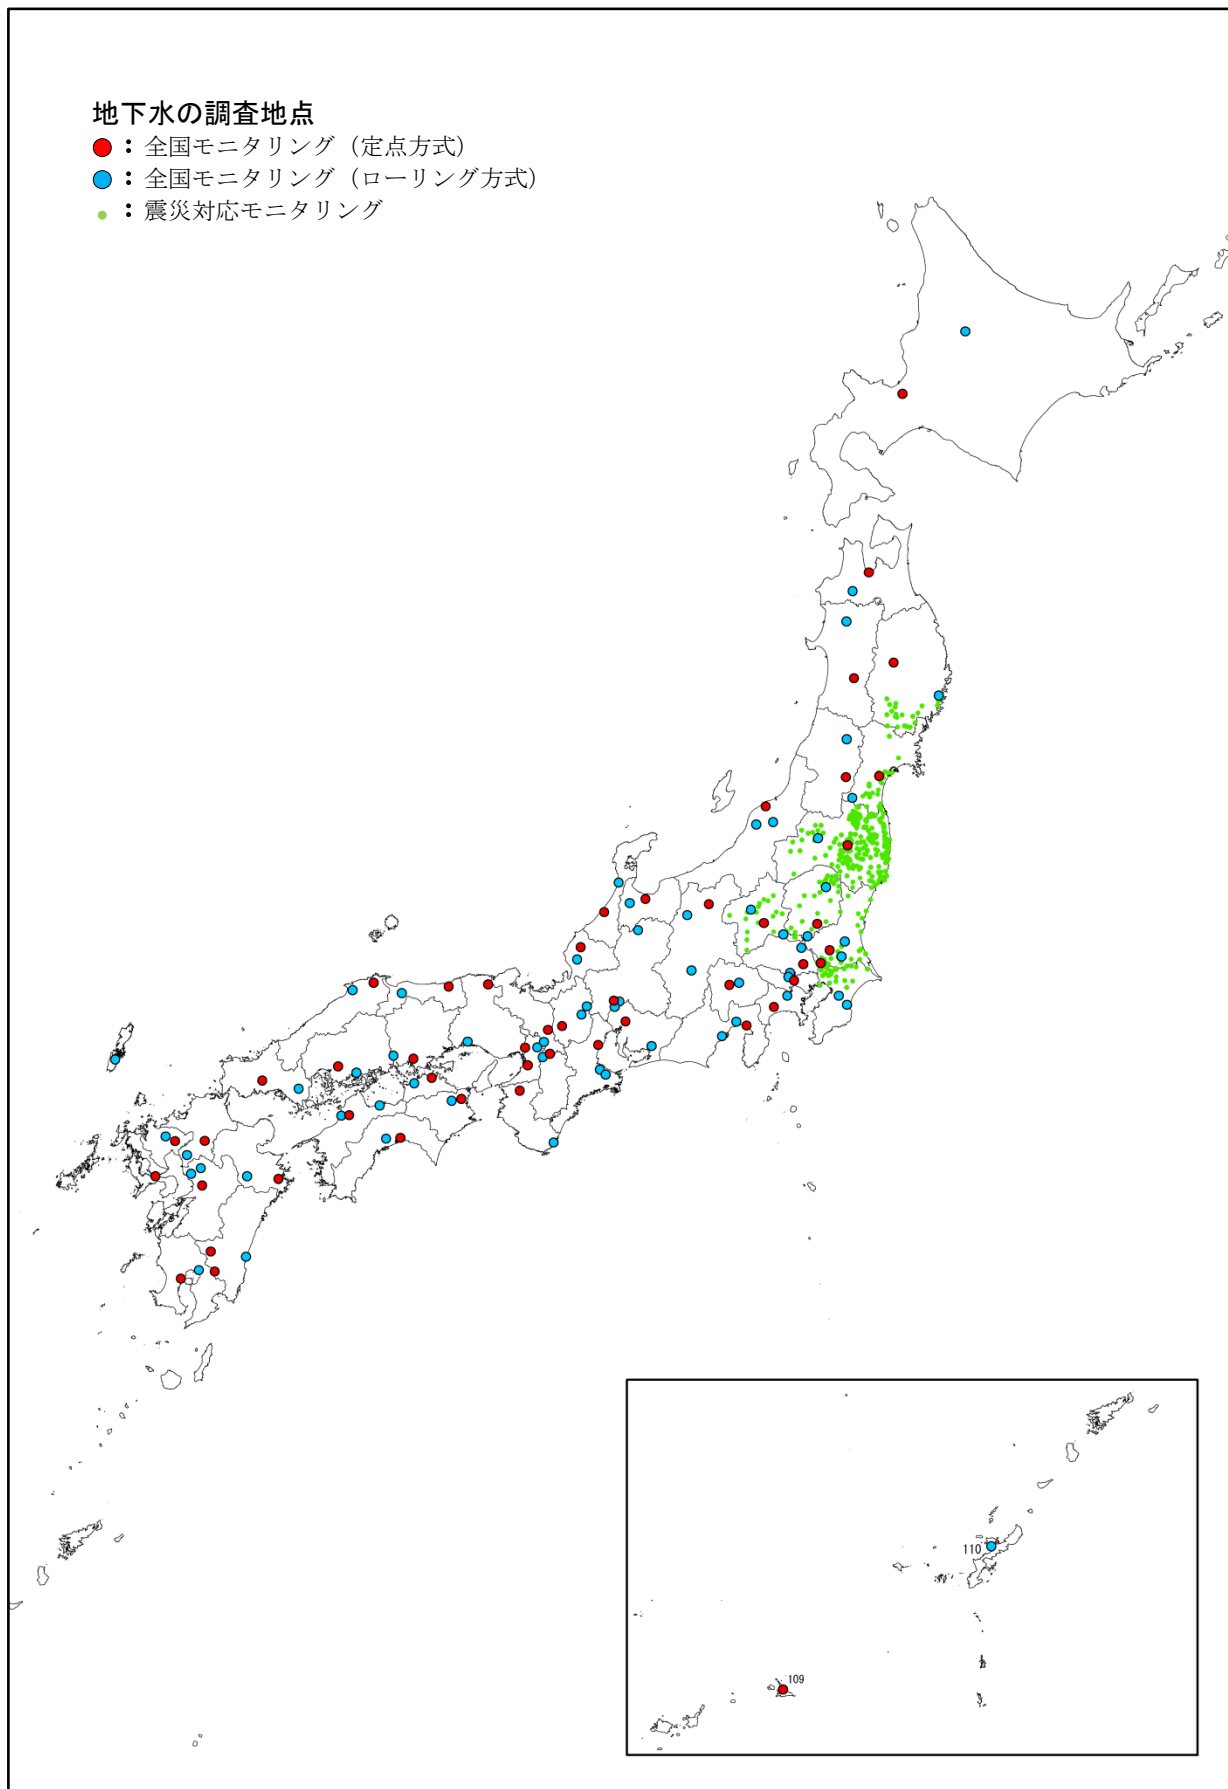 地下水の調査地点
：全国モニタリング（定点方式）
：全国モニタリング（ローリング方式）
：震災対応モニタリング
110
109